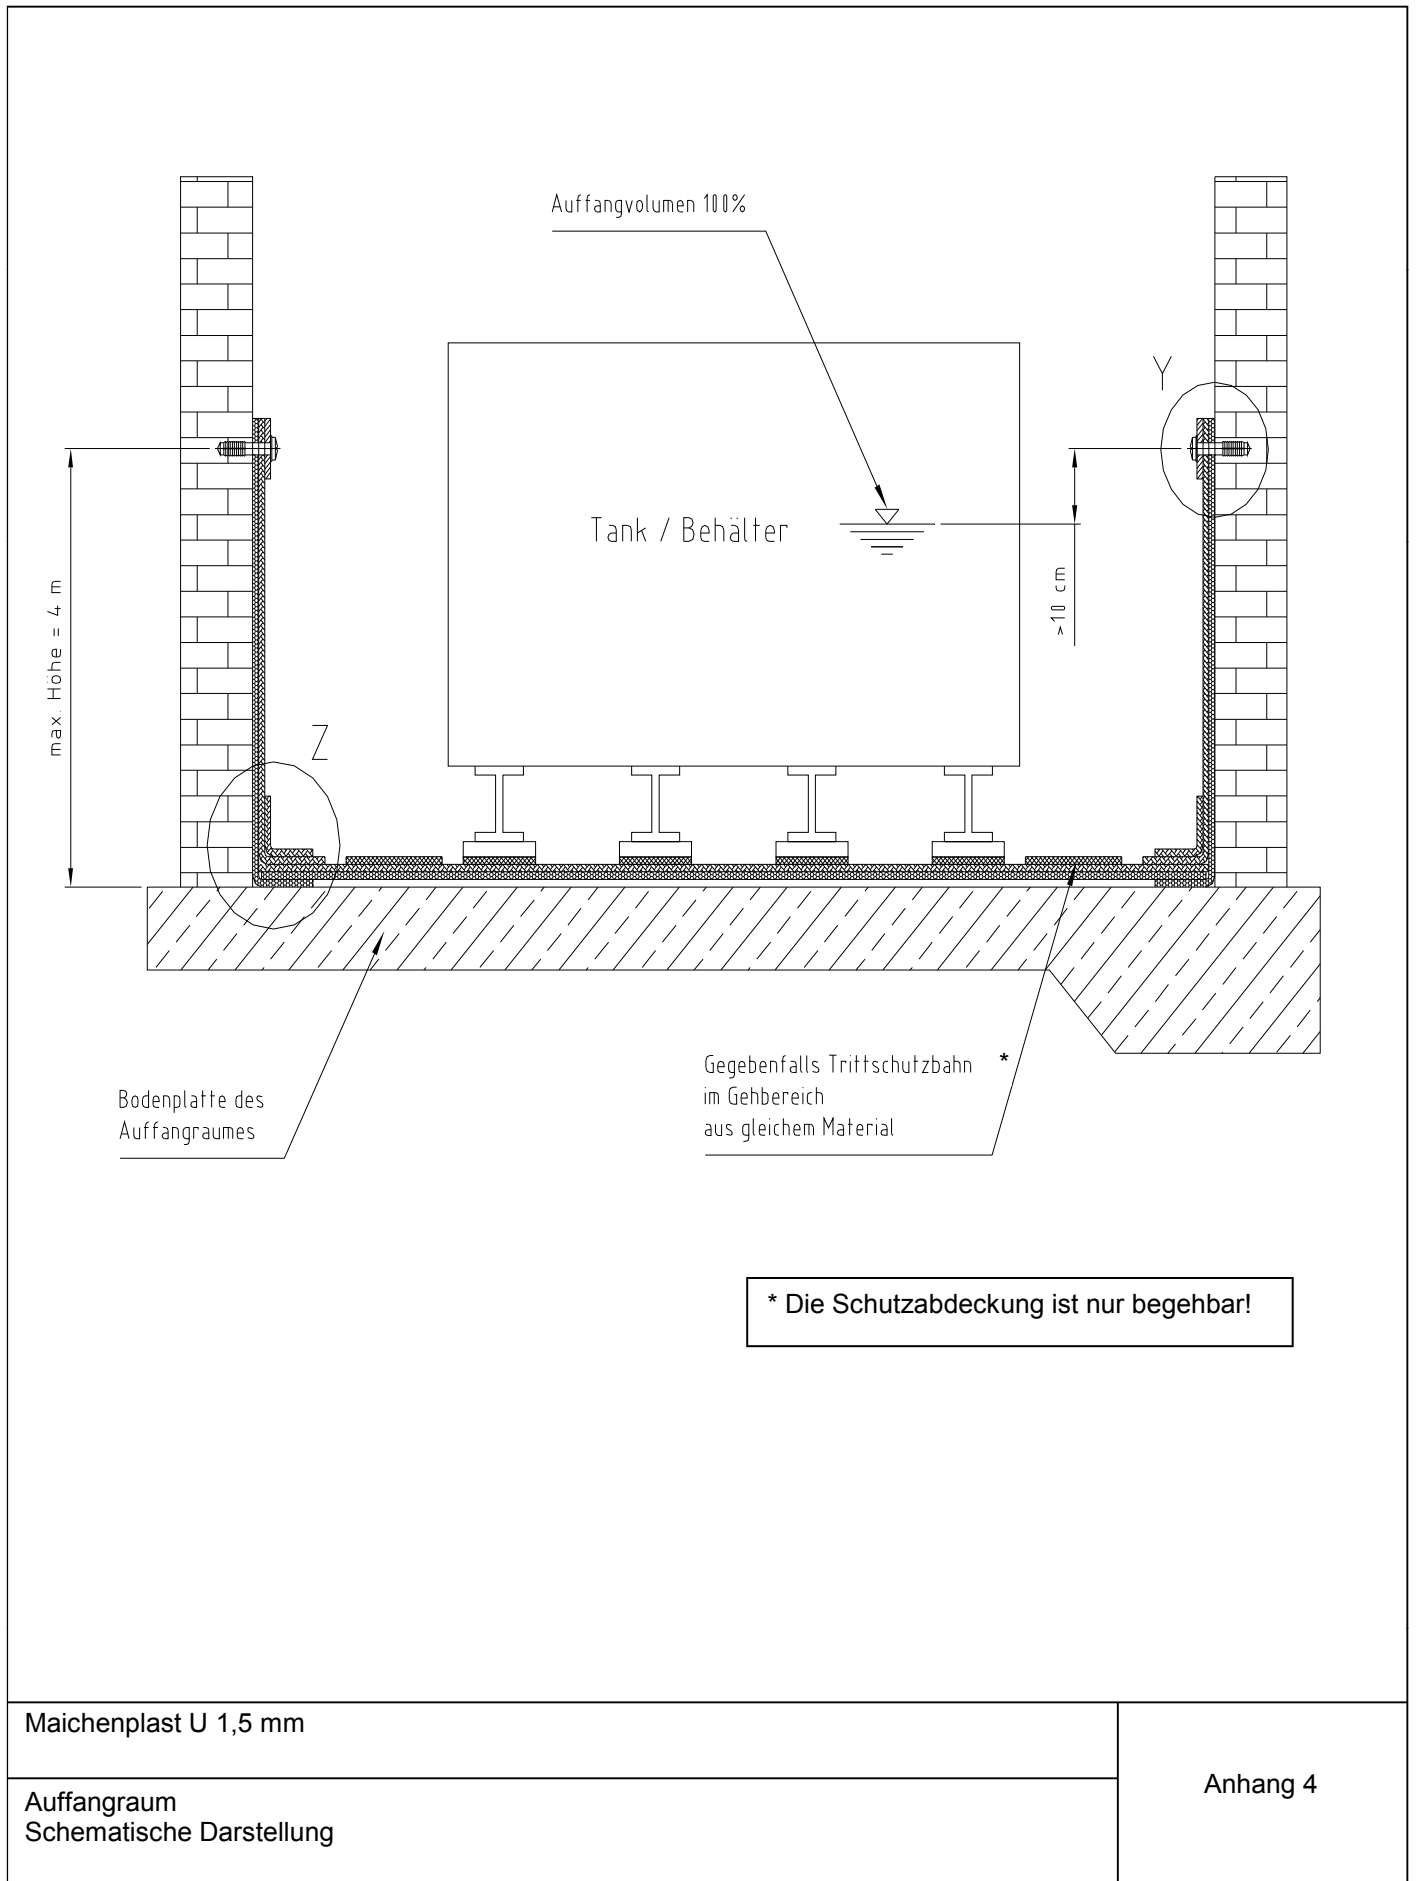 Auffangvolumen 100%
Y
Tank / Behälter
max. Höhe = 4 m
>10 cm
Z
Gegebenfalls Trittschutzbahn *
im Gehbereich
aus gleichem Material
Bodenplatte des
Auffangraumes
* Die Schutzabdeckung ist nur begehbar!
Maichenplast U 1,5 mm
Anhang 4
Auffangraum
Schematische Darstellung